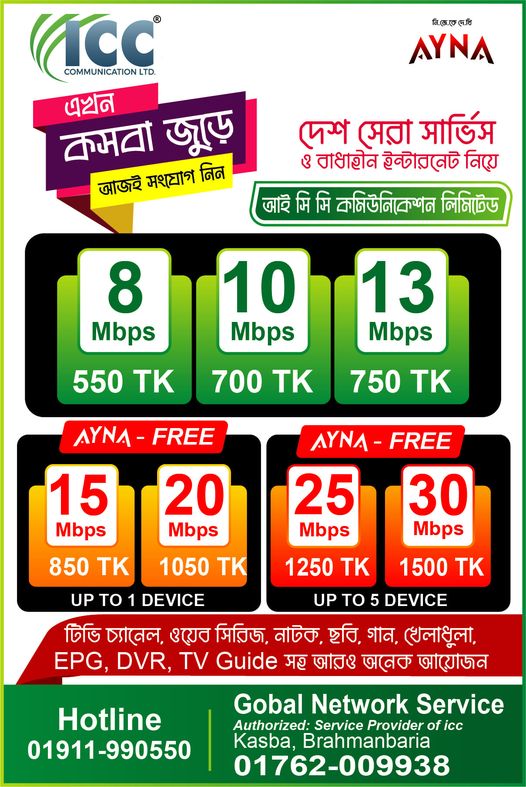 ICC®
COMMUNICATION LTD.
নি.জে.কে দে.খি
AYNA
এখন
কসবা জুড়ে
আজই সংযোগ নিন
দেশ সেরা সার্ভিস
ও বাধাহীন ইন্টারনেট নিয়ে
আই সি সি কমিউনিকেশন লিমিটেড
8 Mbps 550 TK
10 Mbps 700 TK
13 Mbps 750 TK
AYNA - FREE
15 Mbps 850 TK
20 Mbps 1050 TK
UP TO 1 DEVICE
AYNA - FREE
25 Mbps 1250 TK
30 Mbps 1500 TK
UP TO 5 DEVICE
টিভি চ্যানেল, ওয়েব সিরিজ, নাটক, ছবি, গান, খেলাধুলা,
EPG, DVR, TV Guide সহ আরও অনেক আয়োজন
Hotline
01911-990550
Gobal Network Service
Authorized: Service Provider of icc
Kasba, Brahmanbaria
01762-009938